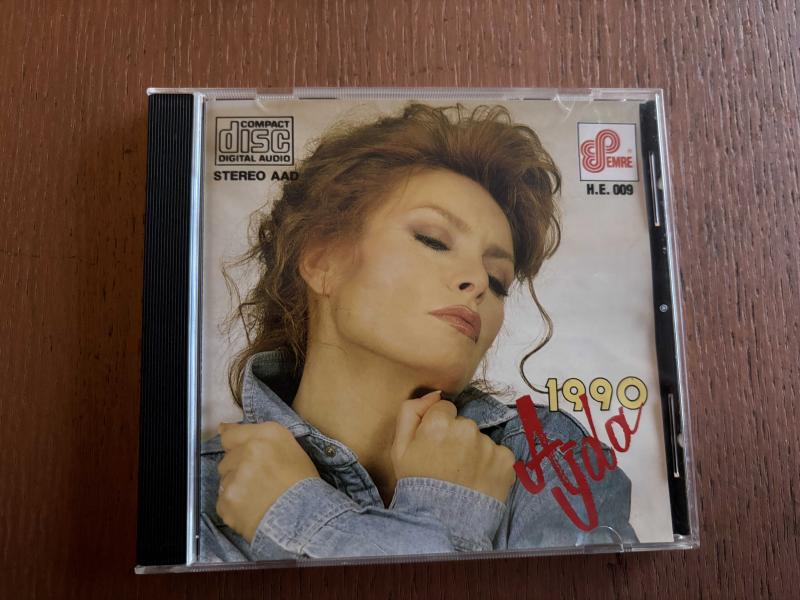 COMPACT
disc
DIGITAL AUDIO
STEREO AAD
EMRE
H.E. 009
1990
Ajda